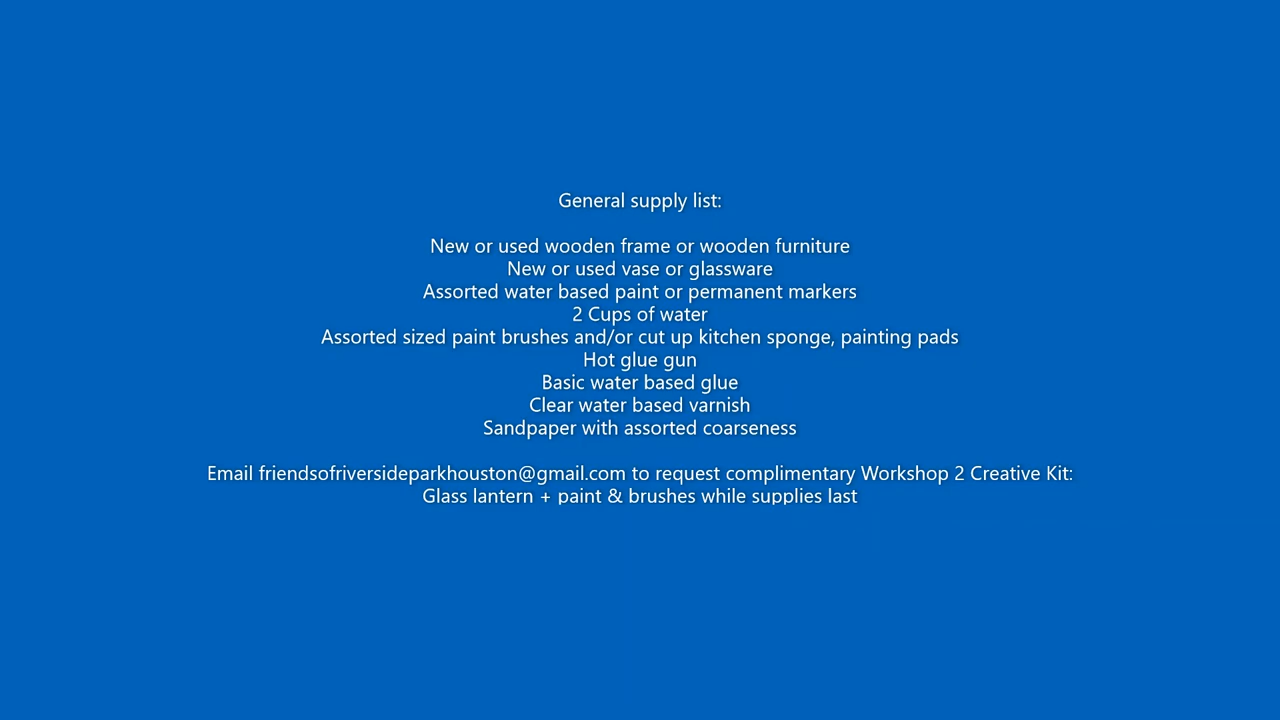 General supply list:
New or used wooden frame or wooden furniture
New or used vase or glassware
Assorted water based paint or permanent markers
2 Cups of water
Assorted sized paint brushes and/or cut up kitchen sponge, painting pads
Hot glue gun
Basic water based glue
Clear water based varnish
Sandpaper with assorted coarseness
Email friendsofriversideparkhouston@gmail.com to request complimentary Workshop 2 Creative Kit:
Glass lantern + paint & brushes while supplies last